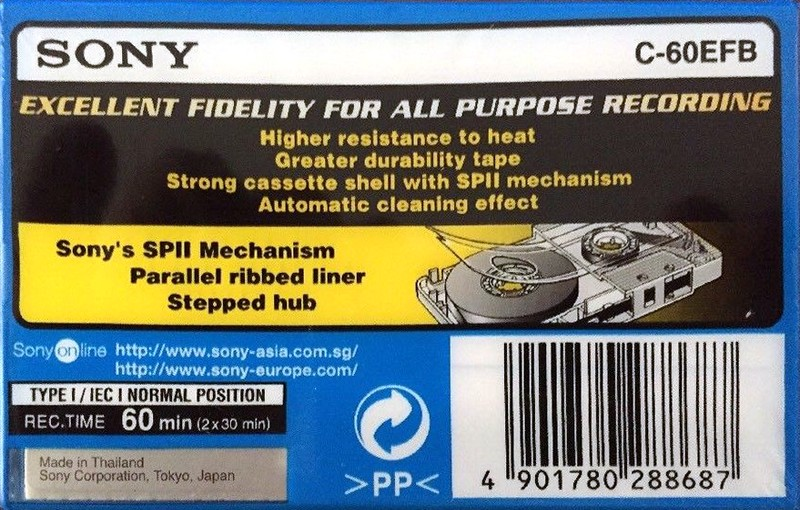 SONY
C-60EFB
EXCELLENT FIDELITY FOR ALL PURPOSE RECORDING
Higher resistance to heat
Greater durability tape
Strong cassette shell with SPII mechanism
Automatic cleaning effect
Sony's SPII Mechanism
Parallel ribbed liner
Stepped hub
Sony online http://www.sony-asia.com.sg/
http://www.sony-europe.com/
TYPE I / IEC I NORMAL POSITION
REC.TIME 60 min (2 x 30 min)
Made in Thailand
Sony Corporation, Tokyo, Japan
>PP<
4 901780 288687